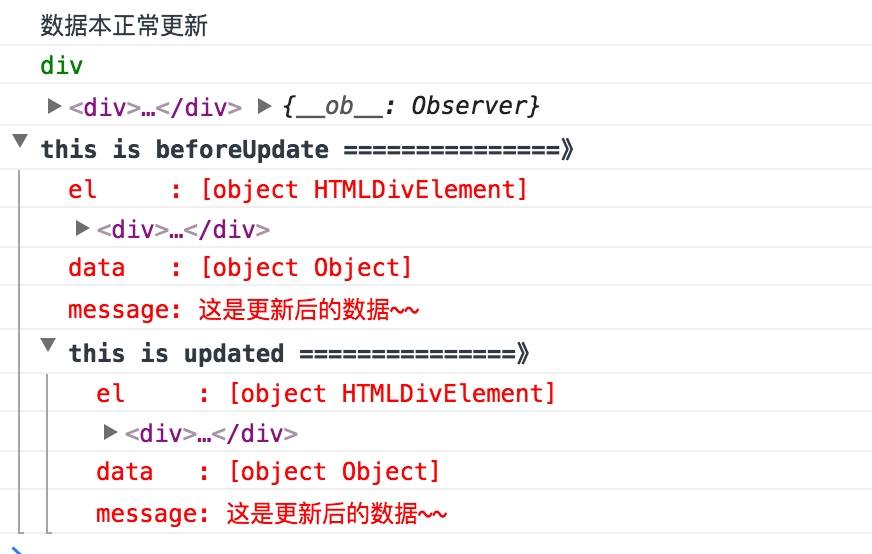 数据本正常更新
div
▶<div>…</div> ▶{__ob__: Observer}
▼ this is beforeUpdate ===============》
el     : [object HTMLDivElement]
▶<div>…</div>
data   : [object Object]
message: 这是更新后的数据~~
▼ this is updated ===============》
el     : [object HTMLDivElement]
▶<div>…</div>
data   : [object Object]
message: 这是更新后的数据~~